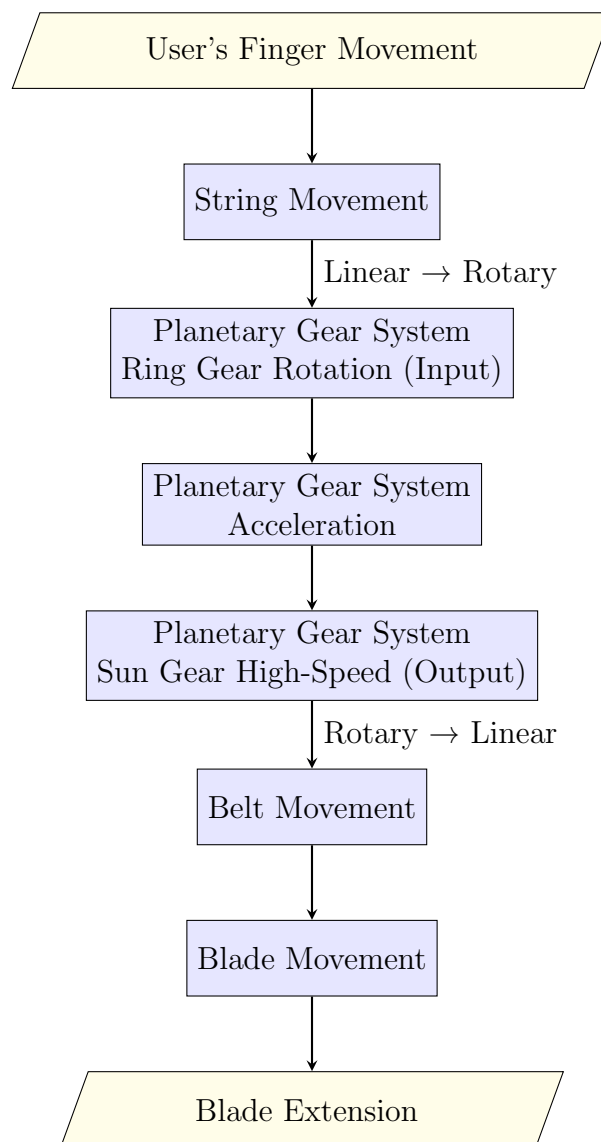 User's Finger Movement
String Movement
Linear → Rotary
Planetary Gear System
Ring Gear Rotation (Input)
Planetary Gear System
Acceleration
Planetary Gear System
Sun Gear High-Speed (Output)
Rotary → Linear
Belt Movement
Blade Movement
Blade Extension